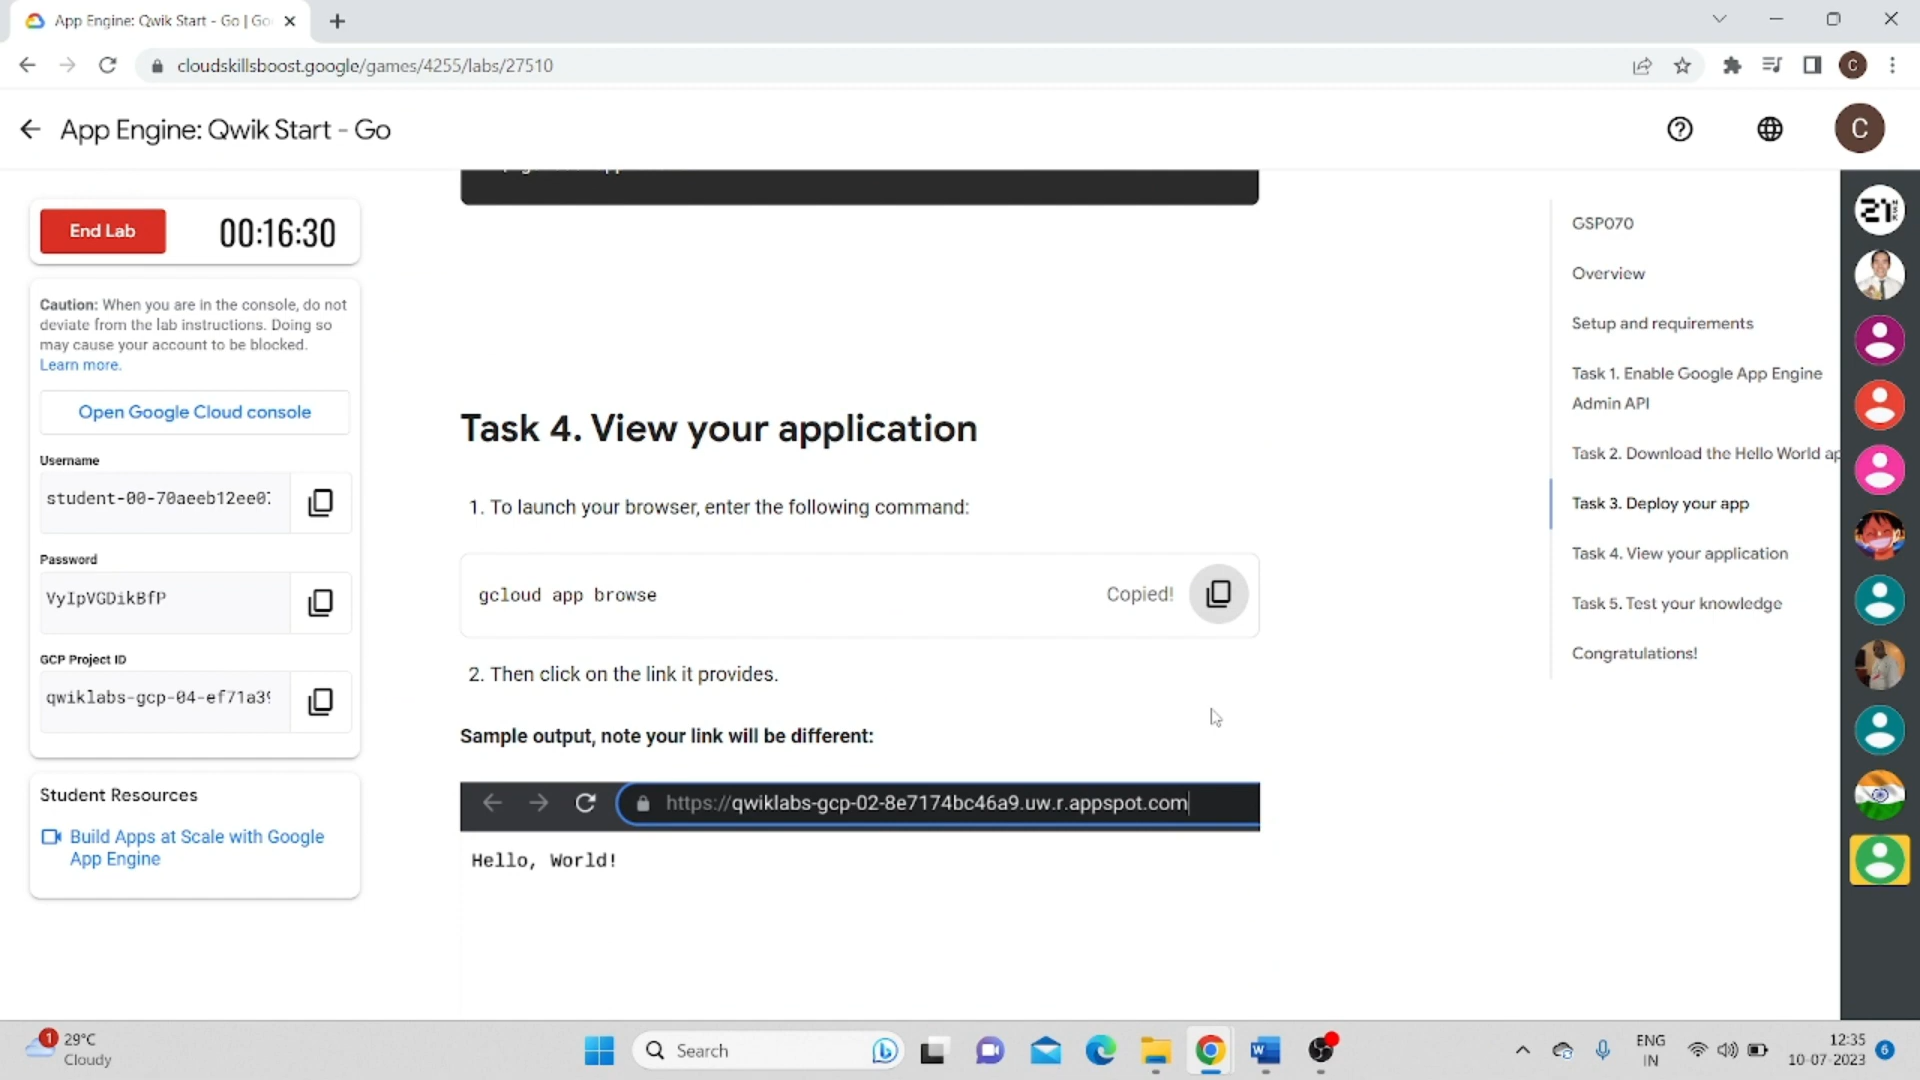 App Engine: Qwik Start - Go | Go
cloudskillsboost.google/games/4255/labs/27510
C
App Engine: Qwik Start - Go
C
End Lab
00:16:30
Caution: When you are in the console, do not
deviate from the lab instructions. Doing so
may cause your account to be blocked.
Learn more.
Open Google Cloud console
Username
student-00-70aeeb12ee0
Password
VyIpVGDikBfP
GCP Project ID
qwiklabs-gcp-04-ef71a3
Student Resources
Build Apps at Scale with Google
App Engine
Task 4. View your application
1. To launch your browser, enter the following command:
gcloud app browse
Copied!
2. Then click on the link it provides.
Sample output, note your link will be different:
https://qwiklabs-gcp-02-8e7174bc46a9.uw.r.appspot.com
Hello, World!
GSP070
Overview
Setup and requirements
Task 1. Enable Google App Engine
Admin API
Task 2. Download the Hello World ap
Task 3. Deploy your app
Task 4. View your application
Task 5. Test your knowledge
Congratulations!
21
1
29°C
Cloudy
Search
ENG
IN
12:35
10-07-2023
6